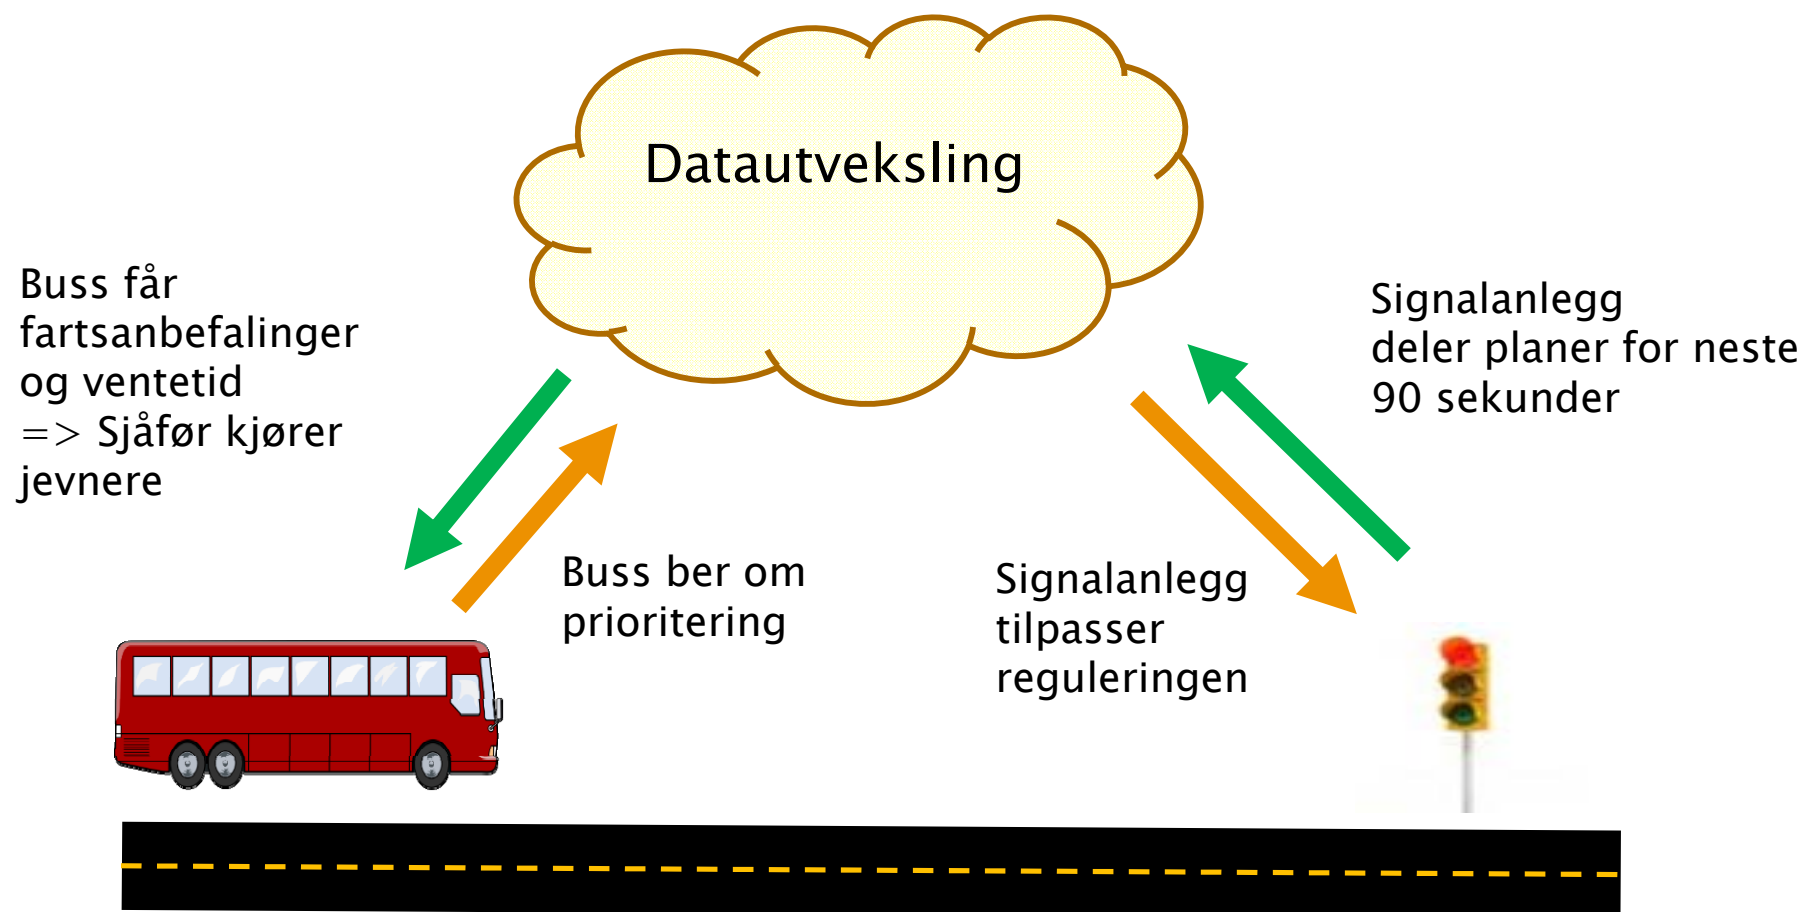 Datautveksling
Buss får
fartsanbefalinger
og ventetid
=> Sjåfør kjører
jevnere
Signalanlegg
deler planer for neste
90 sekunder
Buss ber om
prioritering
Signalanlegg
tilpasser
reguleringen